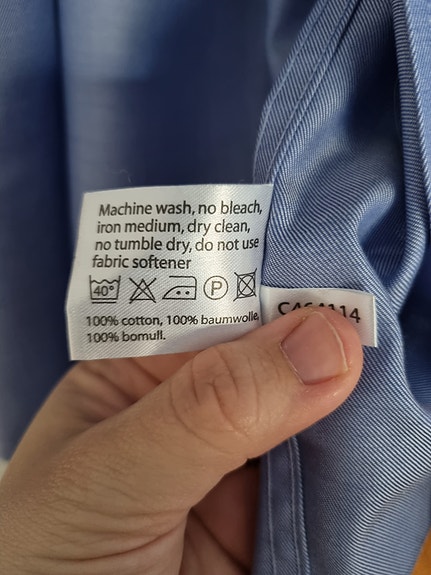 Machine wash, no bleach,
iron medium, dry clean,
no tumble dry, do not use
fabric softener
40° P
100% cotton, 100% baumwolle,
100% bomull.